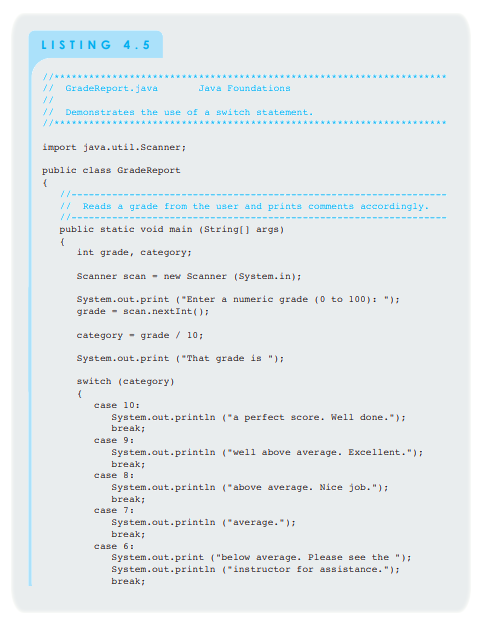 LISTING 4.5
//********************************************************************
//  GradeReport.java       Java Foundations
//
//  Demonstrates the use of a switch statement.
//********************************************************************
import java.util.Scanner;
public class GradeReport
{
   //-----------------------------------------------------------------
   //  Reads a grade from the user and prints comments accordingly.
   //-----------------------------------------------------------------
   public static void main (String[] args)
   {
      int grade, category;
      Scanner scan = new Scanner (System.in);
      System.out.print ("Enter a numeric grade (0 to 100): ");
      grade = scan.nextInt();
      category = grade / 10;
      System.out.print ("That grade is ");
      switch (category)
      {
         case 10:
            System.out.println ("a perfect score. Well done.");
            break;
         case 9:
            System.out.println ("well above average. Excellent.");
            break;
         case 8:
            System.out.println ("above average. Nice job.");
            break;
         case 7:
            System.out.println ("average.");
            break;
         case 6:
            System.out.print ("below average. Please see the ");
            System.out.println ("instructor for assistance.");
            break;